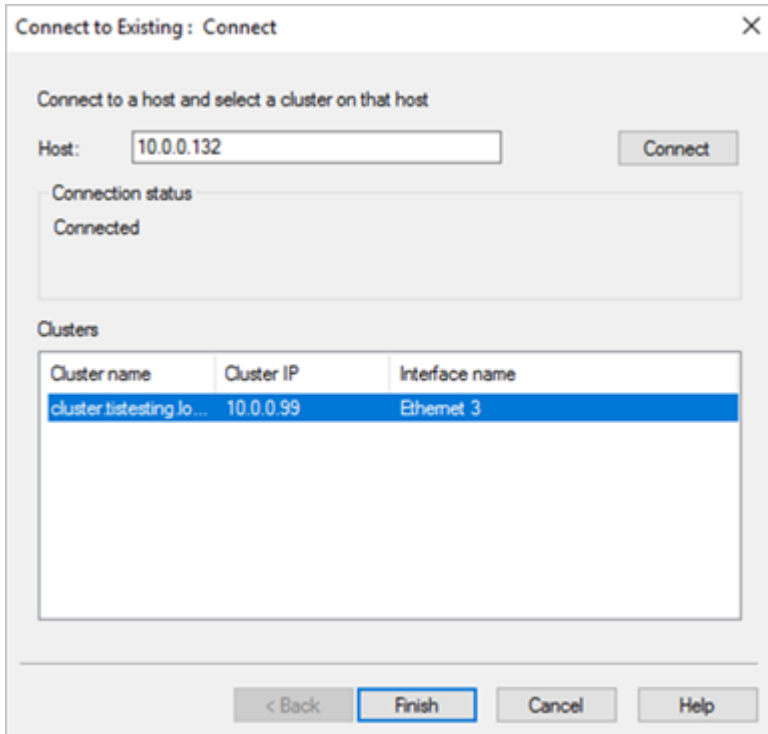 Connect to Existing : Connect
Connect to a host and select a cluster on that host
Host: 10.0.0.132 Connect
Connection status
Connected
Clusters
Cluster name Cluster IP Interface name
cluster.tistesting.lo... 10.0.0.99 Ethernet 3
< Back Finish Cancel Help